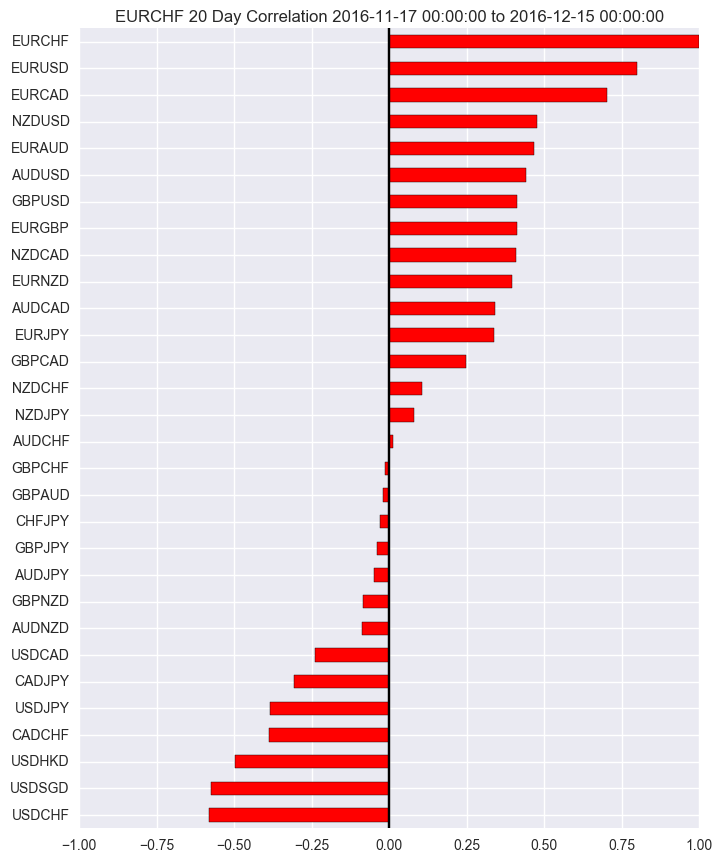 EURCHF 20 Day Correlation 2016-11-17 00:00:00 to 2016-12-15 00:00:00
EURCHF
EURUSD
EURCAD
NZDUSD
EURAUD
AUDUSD
GBPUSD
EURGBP
NZDCAD
EURNZD
AUDCAD
EURJPY
GBPCAD
NZDCHF
NZDJPY
AUDCHF
GBPCHF
GBPAUD
CHFJPY
GBPJPY
AUDJPY
GBPNZD
AUDNZD
USDCAD
CADJPY
USDJPY
CADCHF
USDHKD
USDSGD
USDCHF
−1.00 −0.75 −0.50 −0.25 0.00 0.25 0.50 0.75 1.00